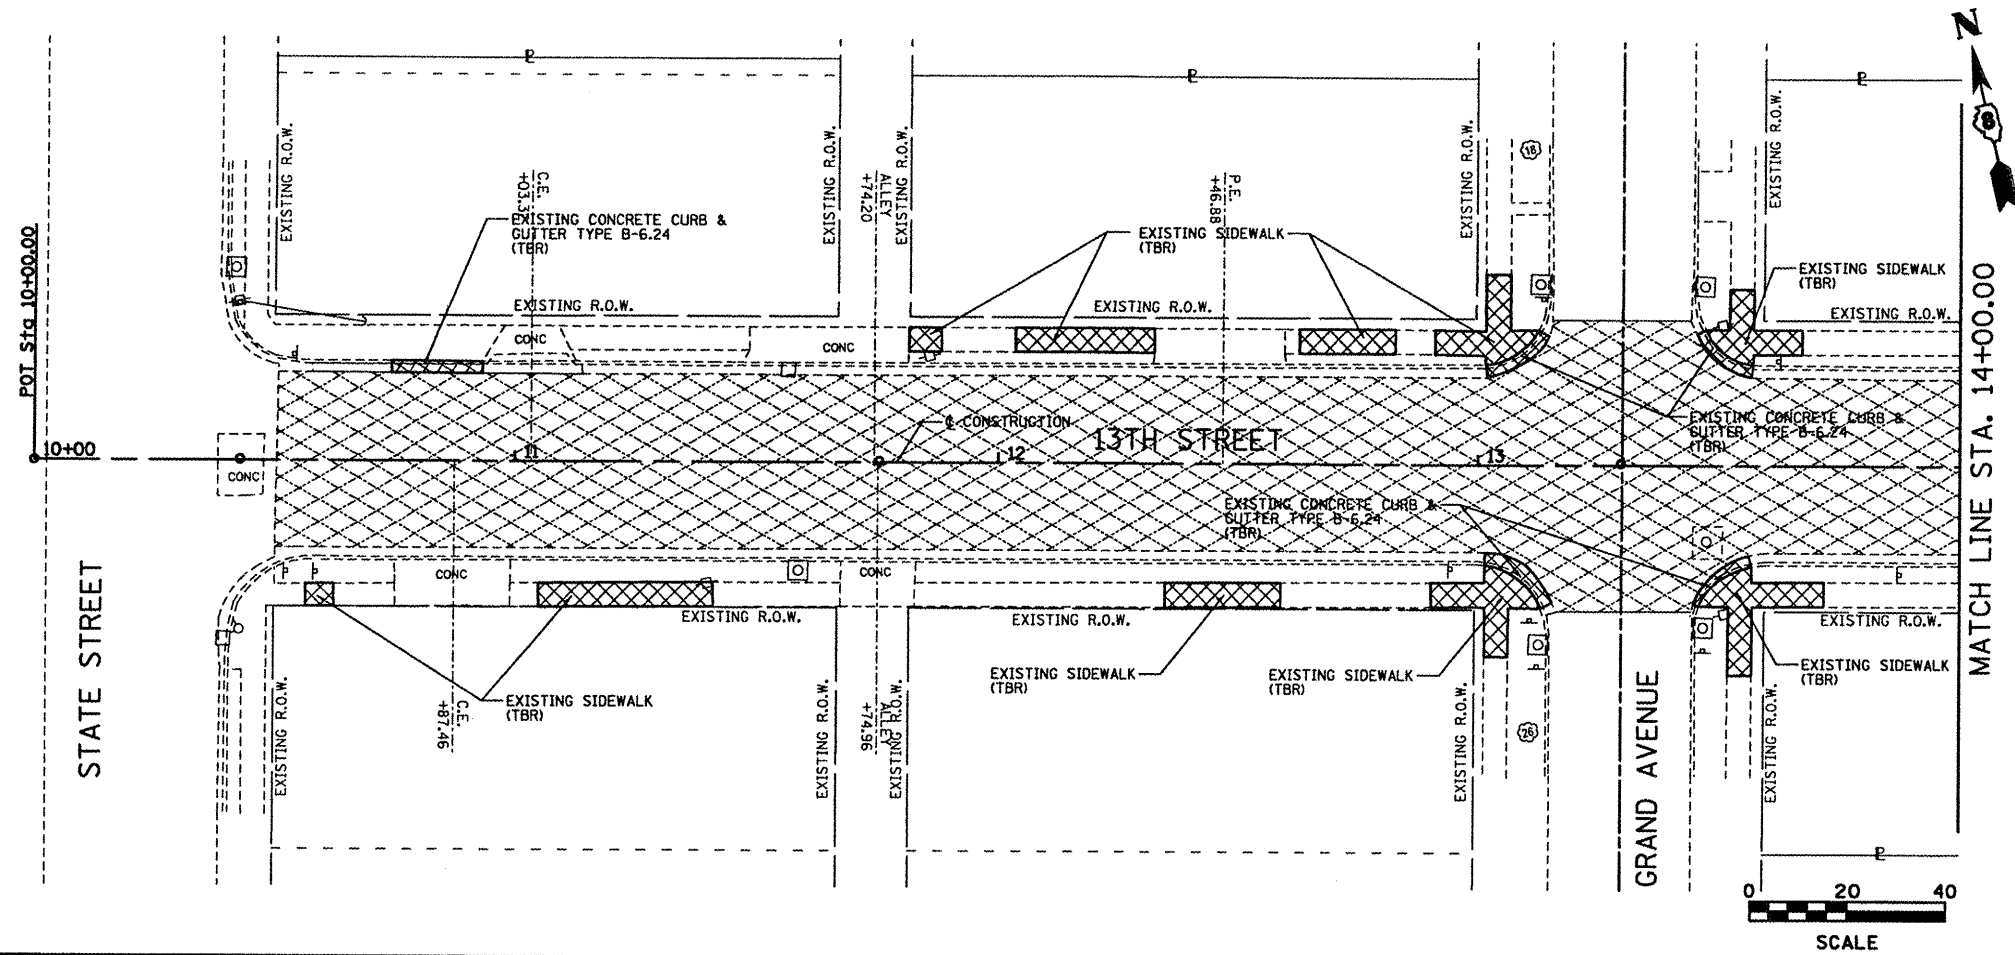 N
P
P
P
EXISTING R.O.W.
EXISTING R.O.W.
EXISTING R.O.W.
EXISTING R.O.W.
EXISTING R.O.W.
C.E.
ALLEY
+74.20
P.E.
+46.88
18
EXISTING CONCRETE CURB &
GUTTER TYPE B-6.24
(TBR)
EXISTING SIDEWALK
(TBR)
EXISTING SIDEWALK
(TBR)
POT Sta 10+00.00
EXISTING R.O.W.
EXISTING R.O.W.
EXISTING R.O.W.
CONC
CONC
℄ CONSTRUCTION
13TH STREET
EXISTING CONCRETE CURB &
GUTTER TYPE B-6.24
(TBR)
10+00
11
12
13
CONC
EXISTING CONCRETE CURB &
GUTTER TYPE B-6.24
(TBR)
MATCH LINE STA. 14+00.00
CONC
CONC
EXISTING R.O.W.
EXISTING R.O.W.
EXISTING R.O.W.
STATE STREET
EXISTING SIDEWALK
(TBR)
EXISTING SIDEWALK
(TBR)
EXISTING SIDEWALK
(TBR)
EXISTING SIDEWALK
(TBR)
C.E.
+87.46
ALLEY
+74.96
26
EXISTING R.O.W.
EXISTING R.O.W.
EXISTING R.O.W.
EXISTING R.O.W.
EXISTING R.O.W.
GRAND AVENUE
P
0 20 40
SCALE